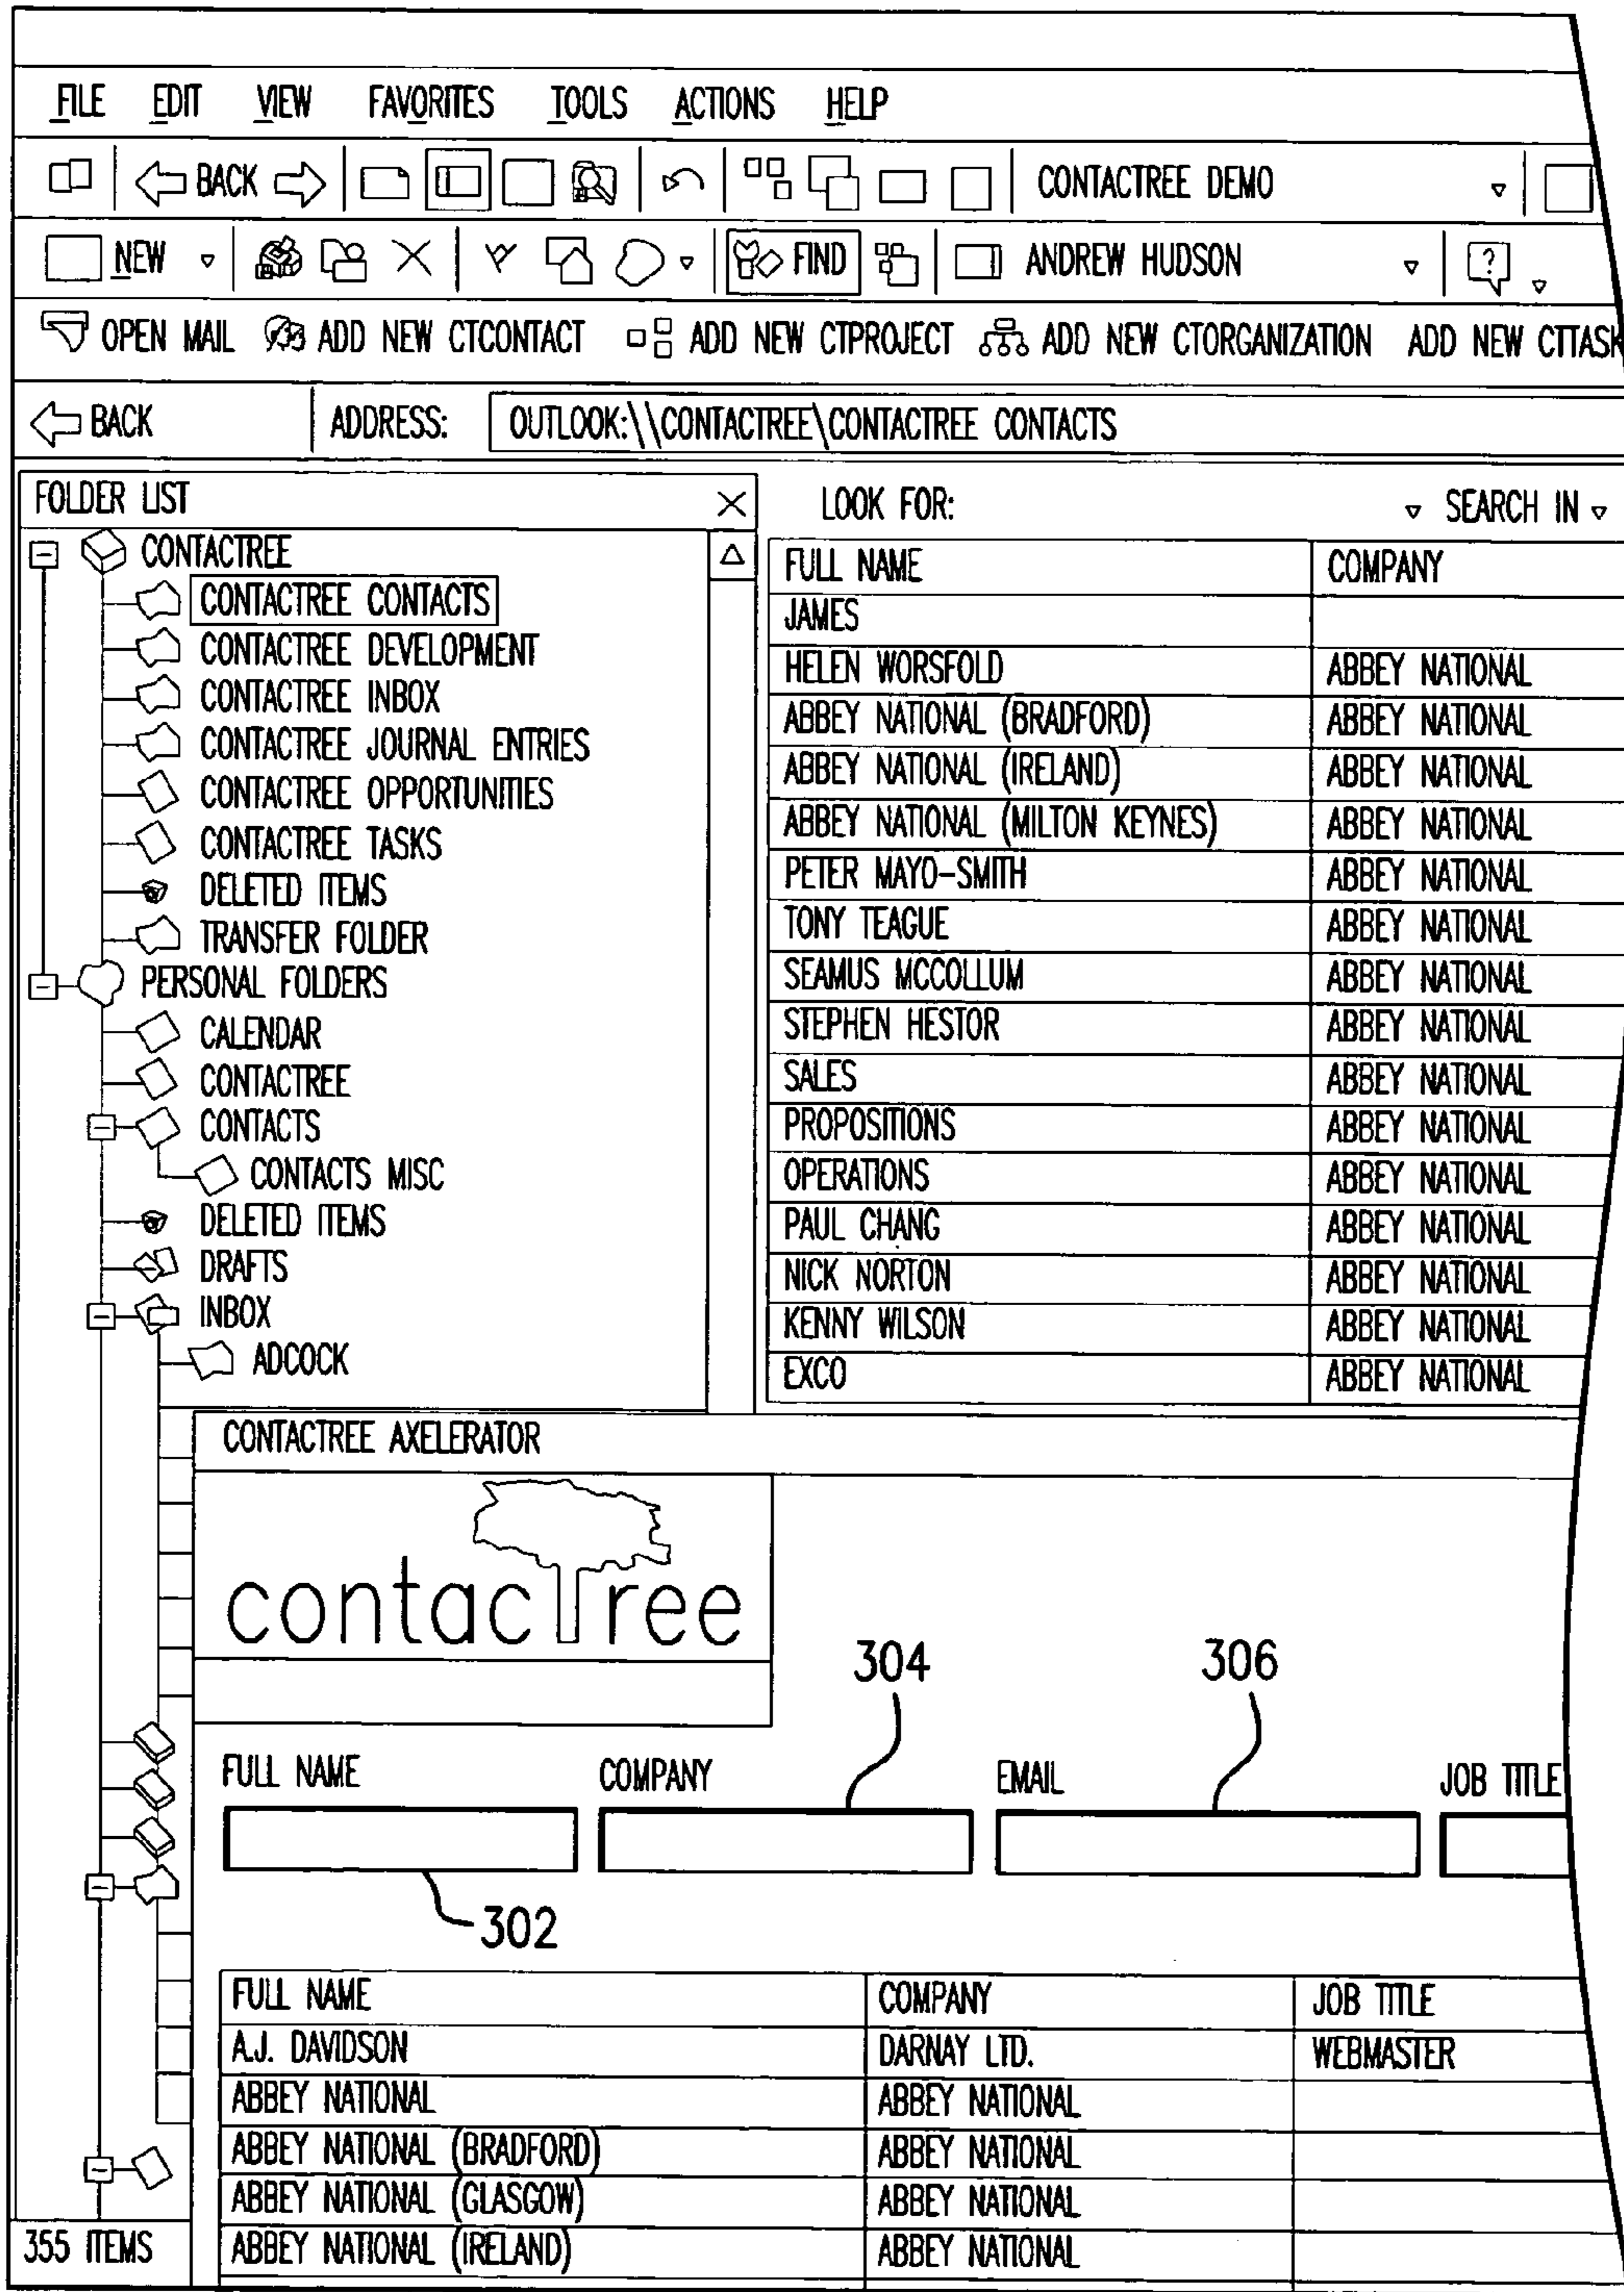 FILE EDIT VIEW FAVORITES TOOLS ACTIONS HELP
BACK CONTACTREE DEMO
NEW FIND ANDREW HUDSON ?
OPEN MAIL ADD NEW CTCONTACT ADD NEW CTPROJECT ADD NEW CTORGANIZATION ADD NEW CTTASK
BACK ADDRESS: OUTLOOK:\\CONTACTREE\CONTACTREE CONTACTS
FOLDER LIST
CONTACTREE
CONTACTREE CONTACTS
CONTACTREE DEVELOPMENT
CONTACTREE INBOX
CONTACTREE JOURNAL ENTRIES
CONTACTREE OPPORTUNITIES
CONTACTREE TASKS
DELETED ITEMS
TRANSFER FOLDER
PERSONAL FOLDERS
CALENDAR
CONTACTREE
CONTACTS
CONTACTS MISC
DELETED ITEMS
DRAFTS
INBOX
ADCOCK
LOOK FOR: SEARCH IN
FULL NAME COMPANY
JAMES
HELEN WORSFOLD ABBEY NATIONAL
ABBEY NATIONAL (BRADFORD) ABBEY NATIONAL
ABBEY NATIONAL (IRELAND) ABBEY NATIONAL
ABBEY NATIONAL (MILTON KEYNES) ABBEY NATIONAL
PETER MAYO-SMITH ABBEY NATIONAL
TONY TEAGUE ABBEY NATIONAL
SEAMUS MCCOLLUM ABBEY NATIONAL
STEPHEN HESTOR ABBEY NATIONAL
SALES ABBEY NATIONAL
PROPOSITIONS ABBEY NATIONAL
OPERATIONS ABBEY NATIONAL
PAUL CHANG ABBEY NATIONAL
NICK NORTON ABBEY NATIONAL
KENNY WILSON ABBEY NATIONAL
EXCO ABBEY NATIONAL
CONTACTREE AXELERATOR
contacTree
304 306
FULL NAME COMPANY EMAIL JOB TITLE
302
FULL NAME COMPANY JOB TITLE
A.J. DAVIDSON DARNAY LTD. WEBMASTER
ABBEY NATIONAL ABBEY NATIONAL
ABBEY NATIONAL (BRADFORD) ABBEY NATIONAL
ABBEY NATIONAL (GLASGOW) ABBEY NATIONAL
ABBEY NATIONAL (IRELAND) ABBEY NATIONAL
355 ITEMS